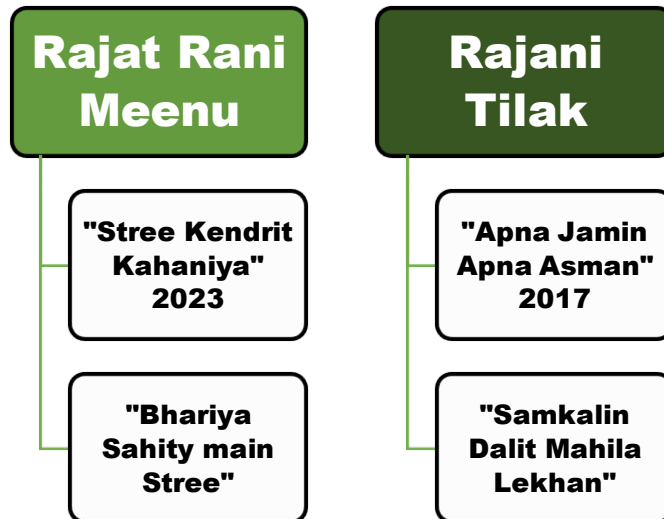 Rajat Rani
Meenu
"Stree Kendrit
Kahaniya"
2023
"Bhariya
Sahity main
Stree"
Rajani
Tilak
"Apna Jamin
Apna Asman"
2017
"Samkalin
Dalit Mahila
Lekhan"